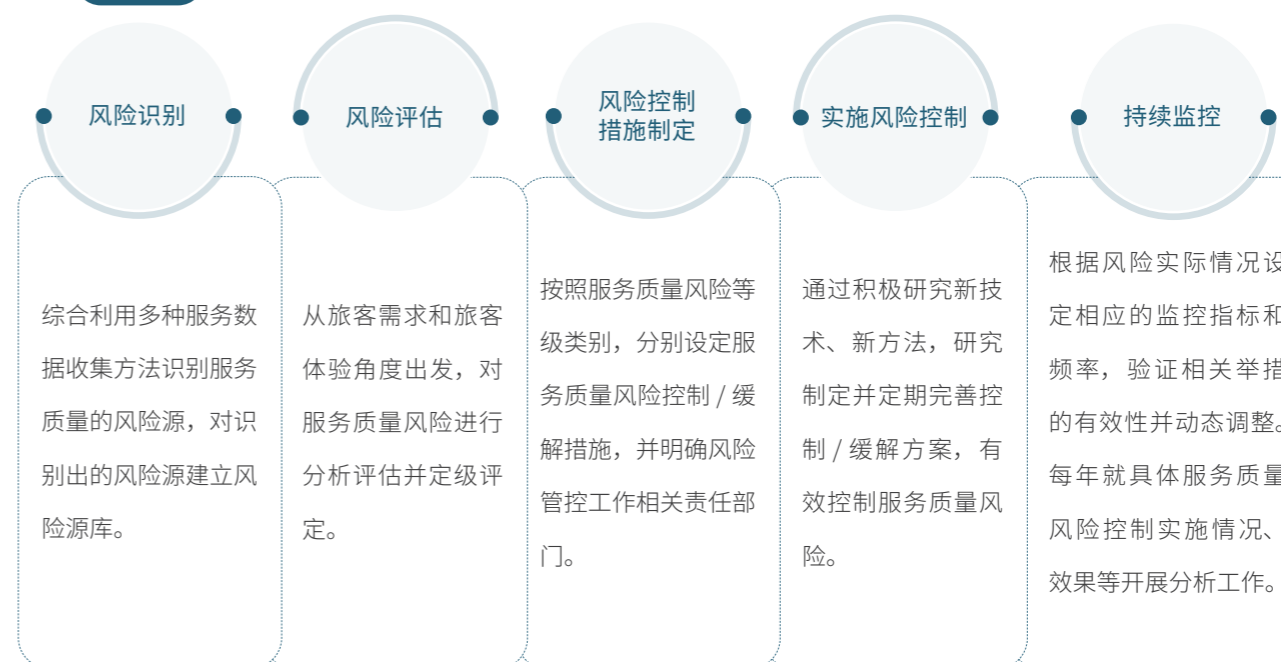 风险识别
综合利用多种服务数
据收集方法识别服务
质量的风险源，对识
别出的风险源建立风
险源库。
风险评估
从旅客需求和旅客
体验角度出发，对
服务质量风险进行
分析评估并定级评
定。
风险控制
措施制定
按照服务质量风险等
级类别，分别设定服
务质量风险控制 / 缓
解措施，并明确风险
管控工作相关责任部
门。
实施风险控制
通过积极研究新技
术、新方法，研究
制定并定期完善控
制 / 缓解方案，有
效控制服务质量风
险。
持续监控
根据风险实际情况设
定相应的监控指标和
频率，验证相关举措
的有效性并动态调整。
每年就具体服务质量
风险控制实施情况、
效果等开展分析工作。